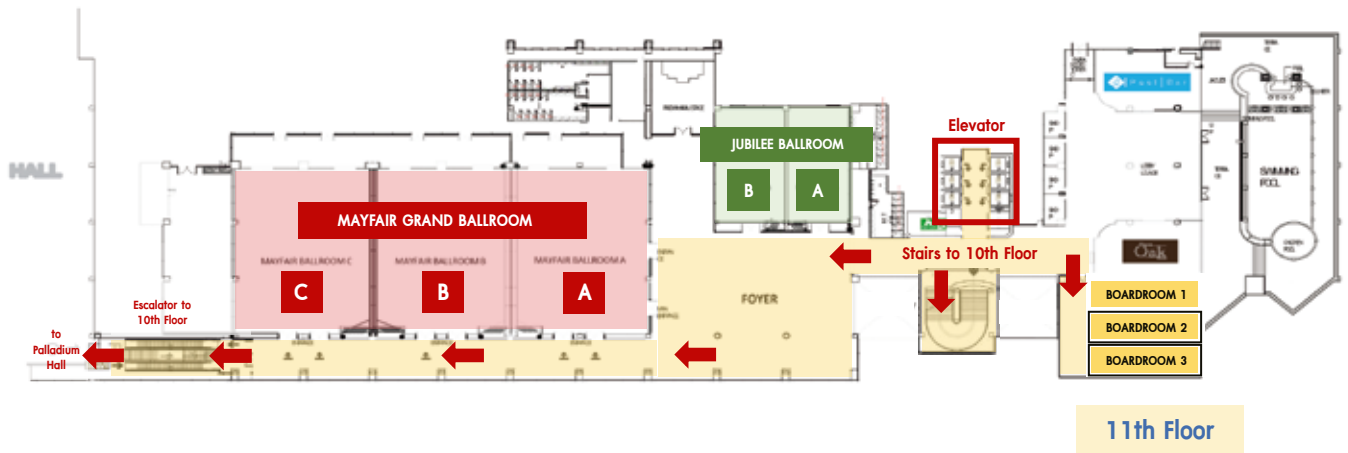 HALL
Elevator
JUBILEE BALLROOM
B
A
MAYFAIR GRAND BALLROOM
MAYFAIR BALLROOM C
MAYFAIR BALLROOM B
MAYFAIR BALLROOM A
C
B
A
SWIMMING
POOL
Stairs to 10th Floor
Oak
FOYER
BOARDROOM 1
BOARDROOM 2
BOARDROOM 3
Escalator to
10th Floor
to
Palladium
Hall
11th Floor